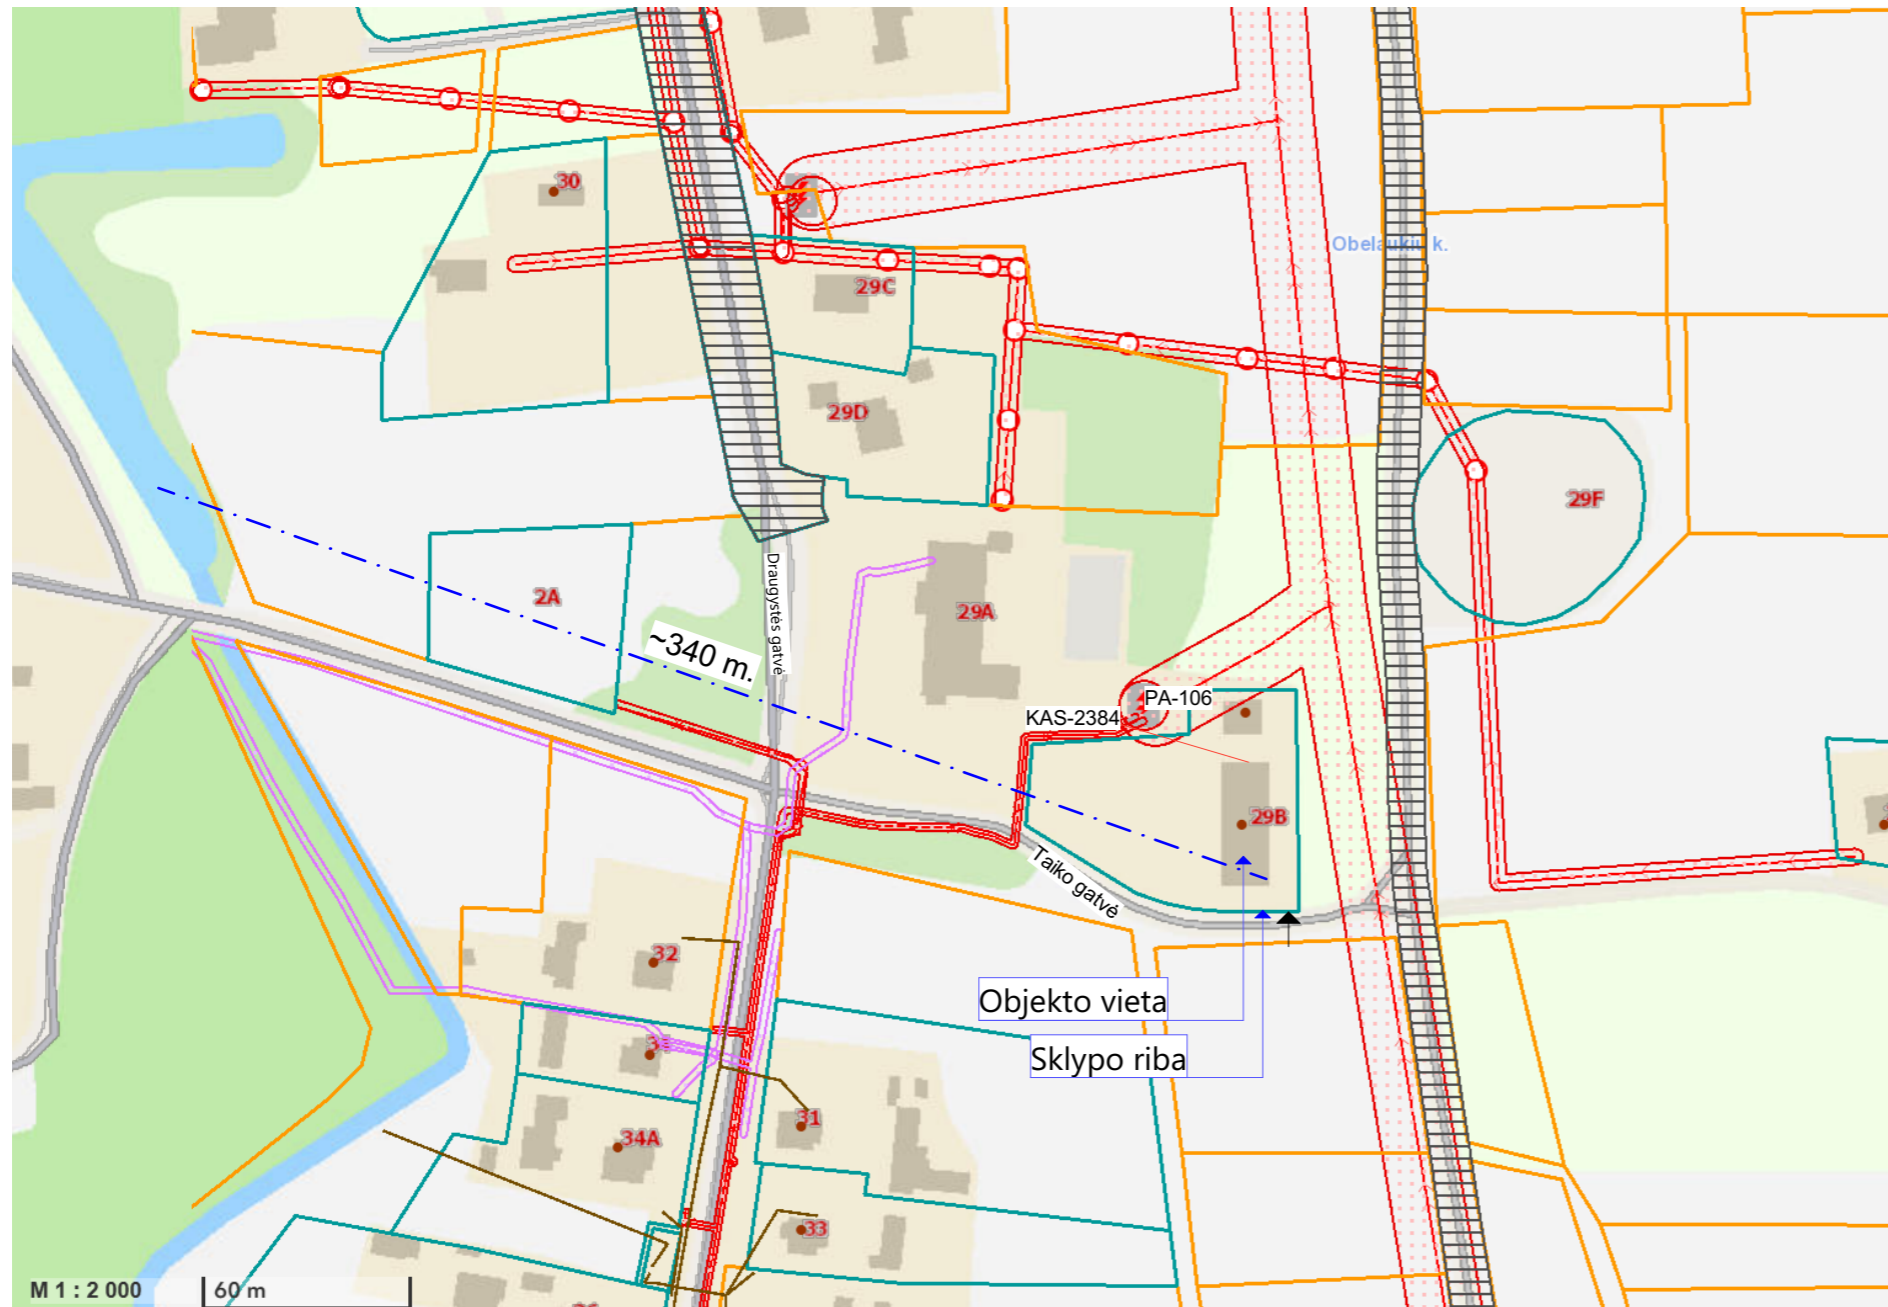 30
Obelaukių k.
29C
29D
29F
2A
Draugystės gatvė
29A
~340 m.
PA-106
KAS-2384
29B
Taiko gatvė
32
Objekto vieta
Sklypo riba
31
34A
33
M 1 : 2 000
60 m